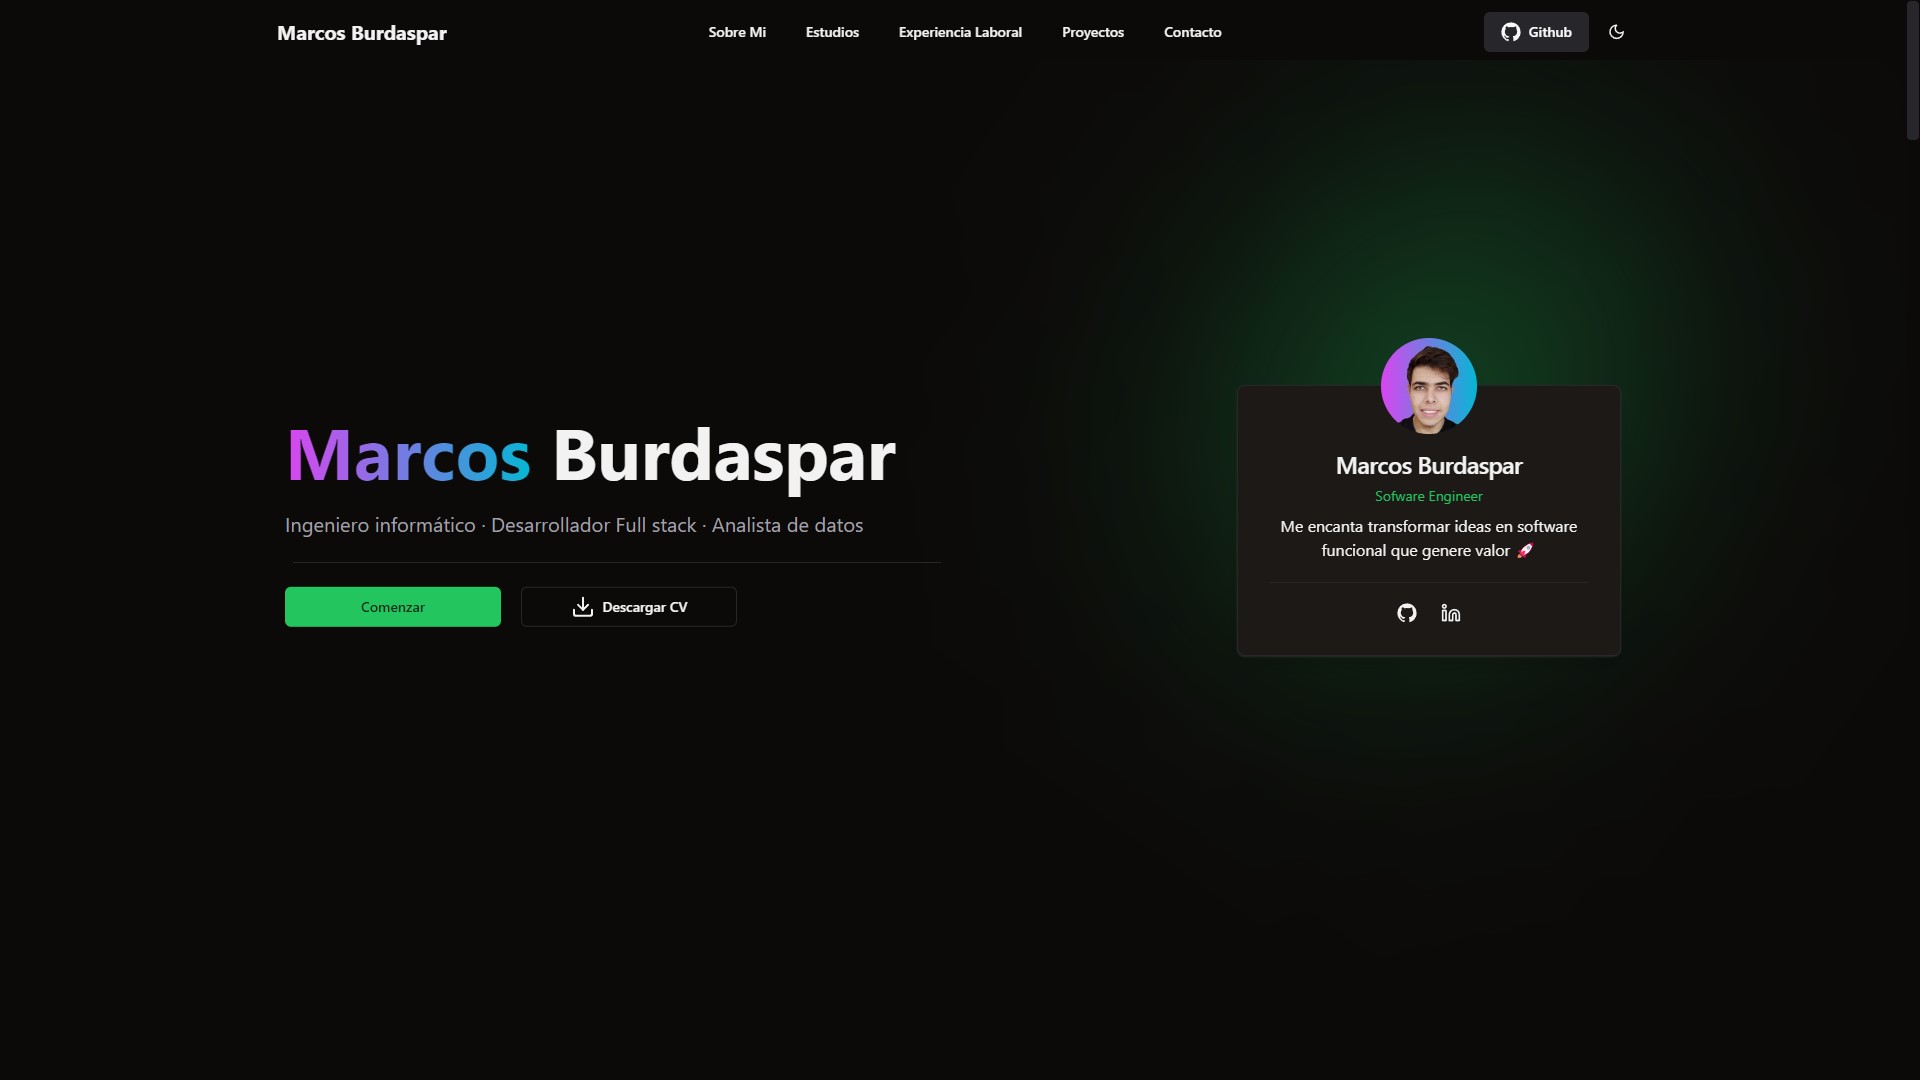 Marcos Burdaspar
Sobre Mi
Estudios
Experiencia Laboral
Proyectos
Contacto
Github
Marcos Burdaspar
Ingeniero informático · Desarrollador Full stack · Analista de datos
Comenzar
Descargar CV
Marcos Burdaspar
Sofware Engineer
Me encanta transformar ideas en software
funcional que genere valor 🚀